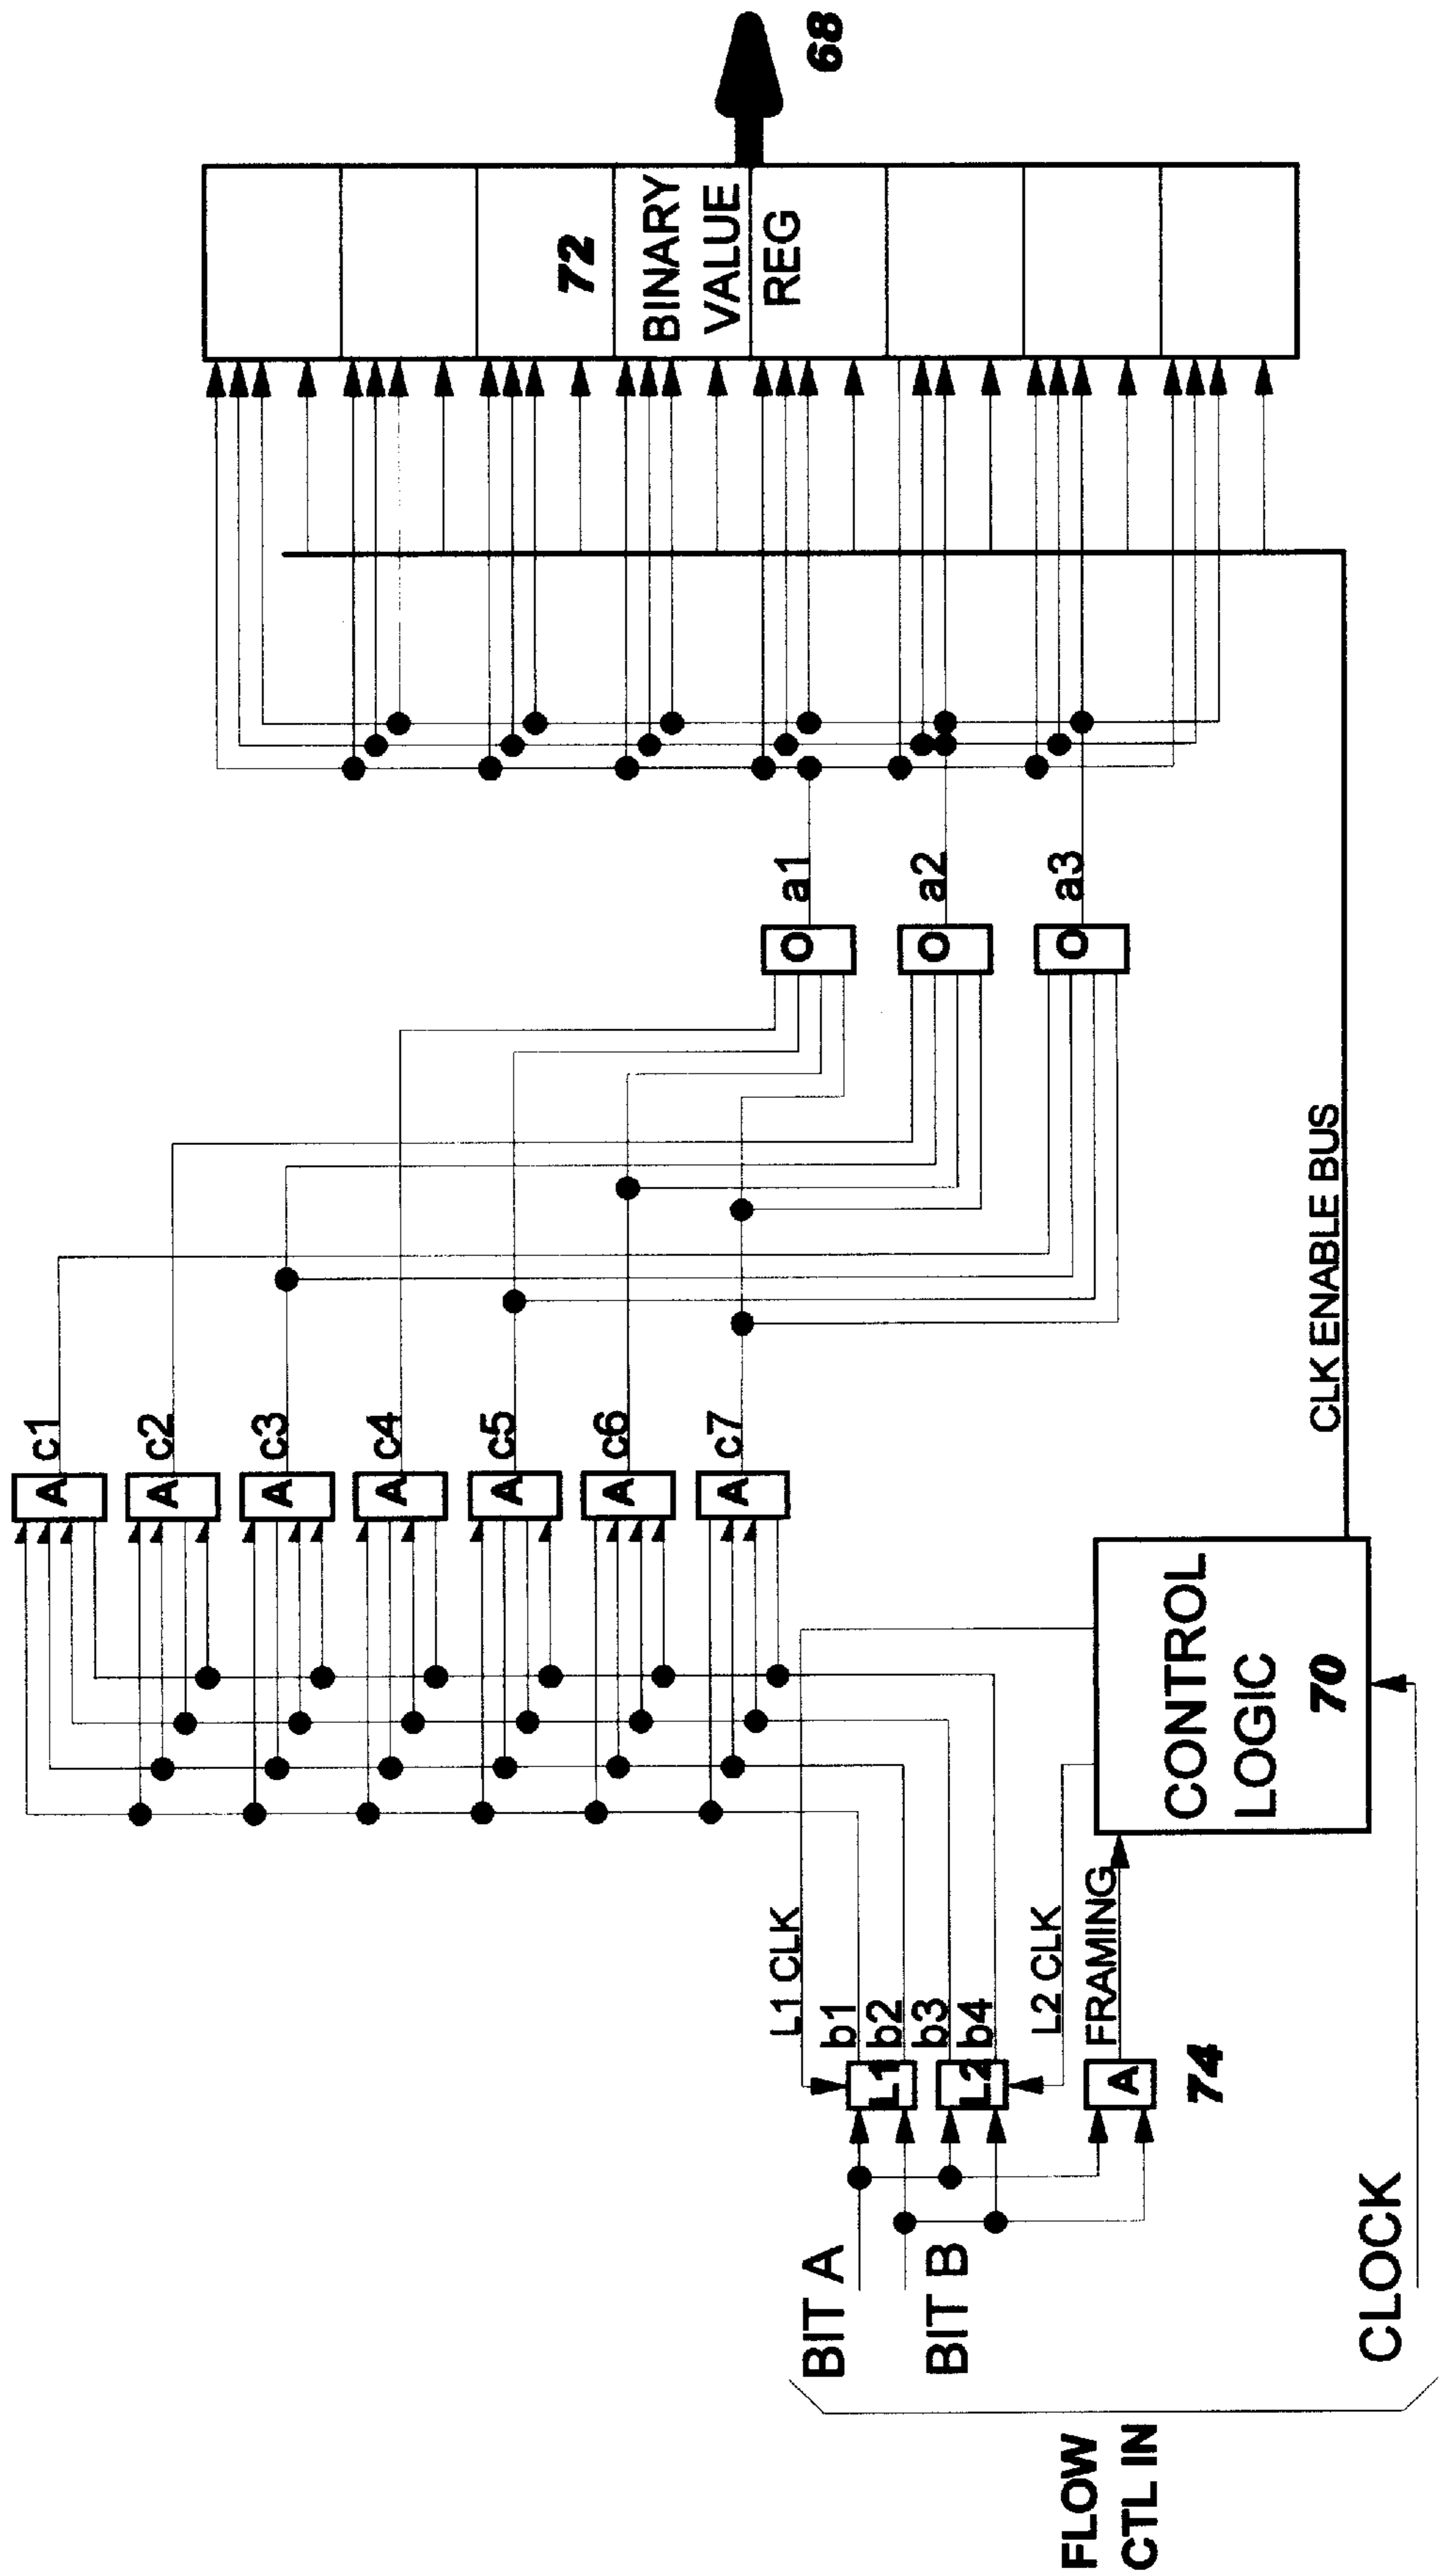 FLOW
CTL IN
BIT A
BIT B
CLOCK
L1
L2
A
74
b1
b2
b3
b4
L1 CLK
L2 CLK
FRAMING
CONTROL
LOGIC
70
A
A
A
A
A
A
A
c1
c2
c3
c4
c5
c6
c7
CLK ENABLE BUS
O
O
O
a1
a2
a3
72
BINARY
VALUE
REG
68